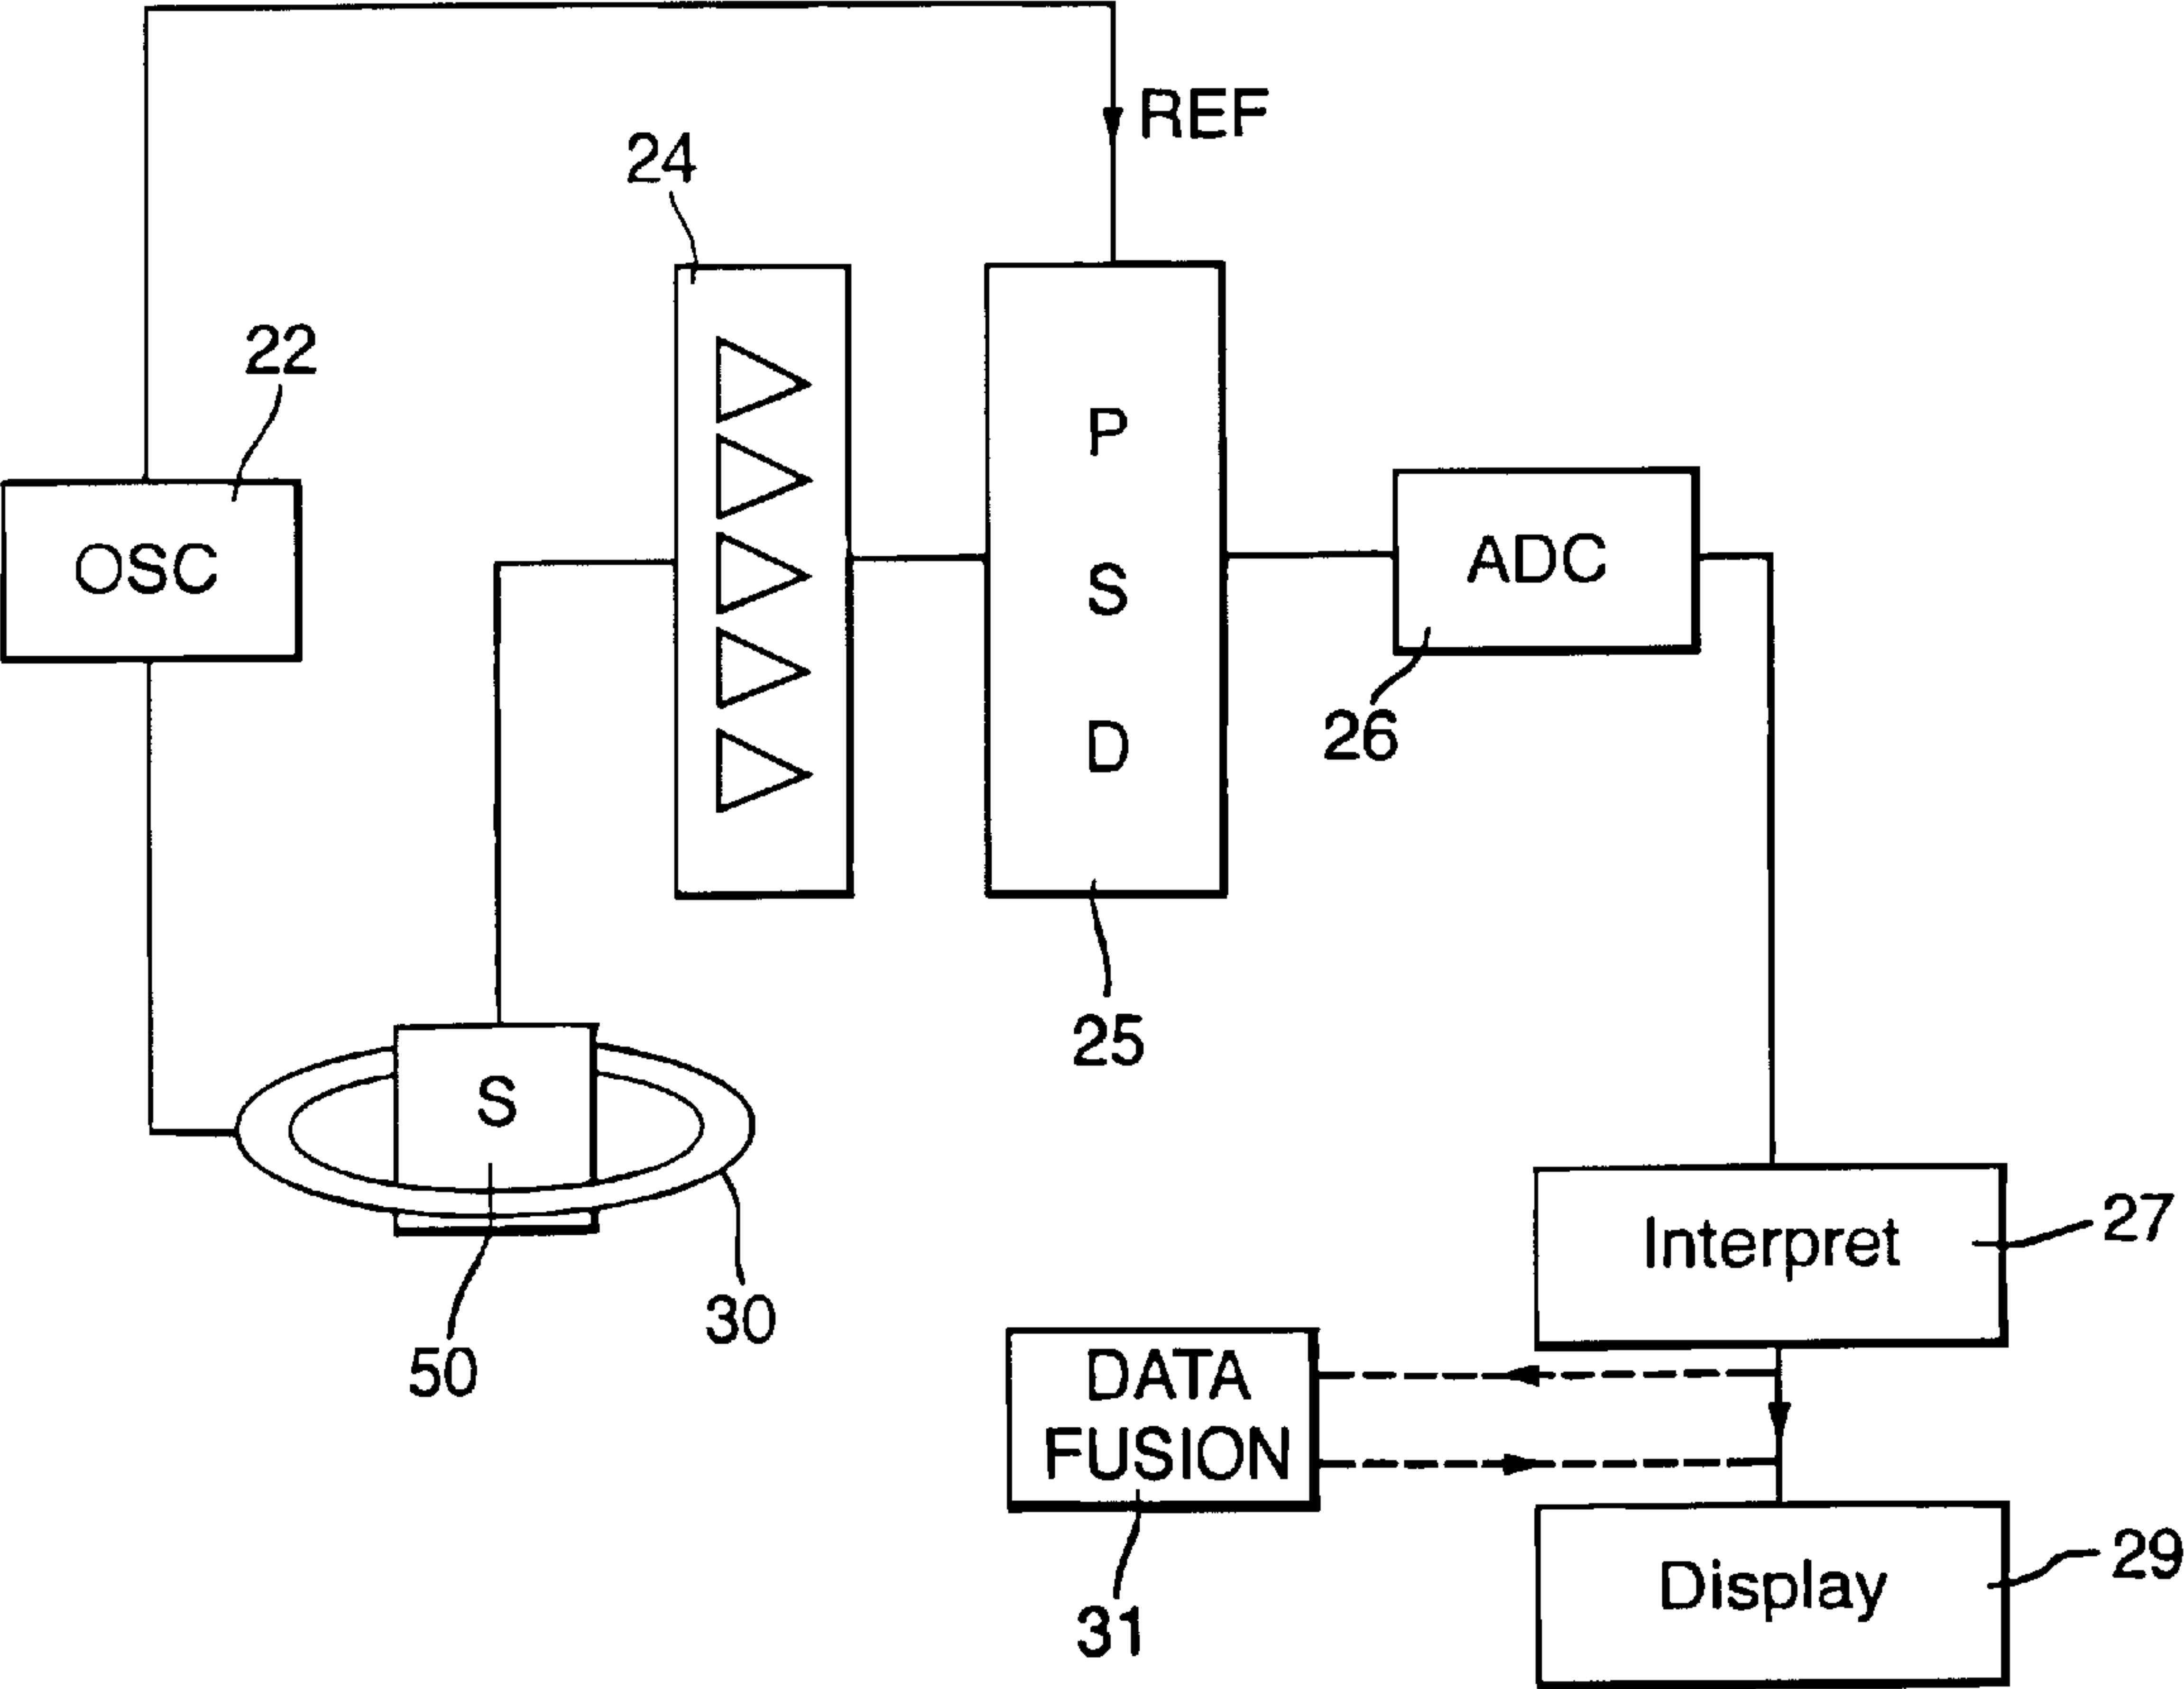 REF
24
22
OSC
P
S
D
ADC
26
25
S
50
30
Interpret
27
DATA
FUSION
31
Display
29